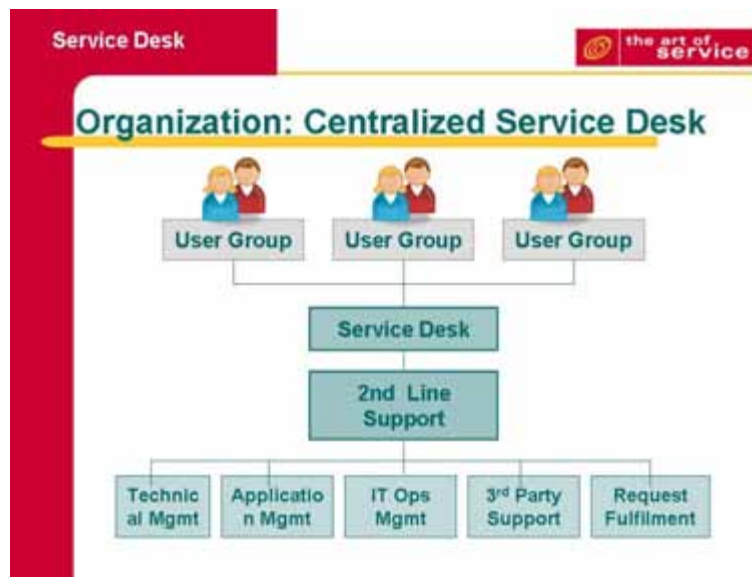 Service Desk
the art of
service
Organization: Centralized Service Desk
User Group
User Group
User Group
Service Desk
2nd Line
Support
Technic
al Mgmt
Applicatio
n Mgmt
IT Ops
Mgmt
3rd Party
Support
Request
Fulfilment